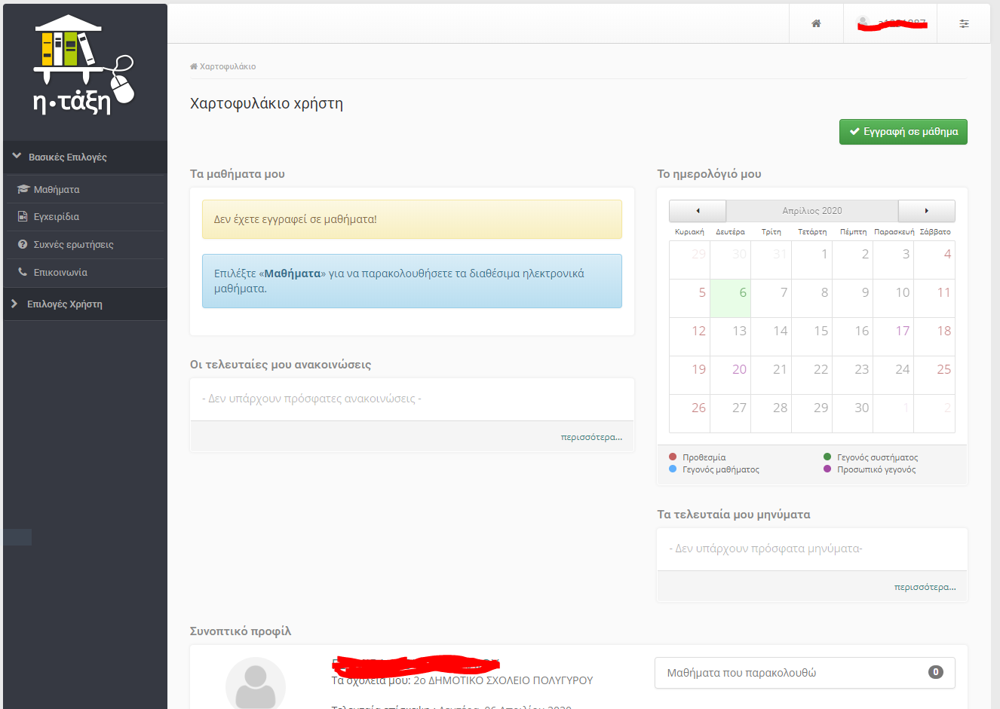 η·τάξη
Βασικές Επιλογές
Μαθήματα
Εγχειρίδια
Συχνές ερωτήσεις
Επικοινωνία
Επιλογές Χρήστη
Χαρτοφυλάκιο
Χαρτοφυλάκιο χρήστη
Εγγραφή σε μάθημα
Τα μαθήματα μου
Δεν έχετε εγγραφεί σε μαθήματα!
Επιλέξτε «Μαθήματα» για να παρακολουθήσετε τα διαθέσιμα ηλεκτρονικά
μαθήματα.
Οι τελευταίες μου ανακοινώσεις
- Δεν υπάρχουν πρόσφατες ανακοινώσεις -
περισσότερα...
Το ημερολόγιό μου
Απρίλιος 2020
Κυριακή Δευτέρα Τρίτη Τετάρτη Πέμπτη Παρασκευή Σάββατο
29 30 31 1 2 3 4
5 6 7 8 9 10 11
12 13 14 15 16 17 18
19 20 21 22 23 24 25
26 27 28 29 30 1 2
Προθεσμία Γεγονός συστήματος
Γεγονός μαθήματος Προσωπικό γεγονός
Τα τελευταία μου μηνύματα
- Δεν υπάρχουν πρόσφατα μηνύματα-
περισσότερα...
Συνοπτικό προφίλ
Τα σχολεία μου: 2ο ΔΗΜΟΤΙΚΟ ΣΧΟΛΕΙΟ ΠΟΛΥΓΥΡΟΥ
Τελευταία επίσκεψη : Δευτέρα, 06 Απριλίου 2020
Μαθήματα που παρακολουθώ 0